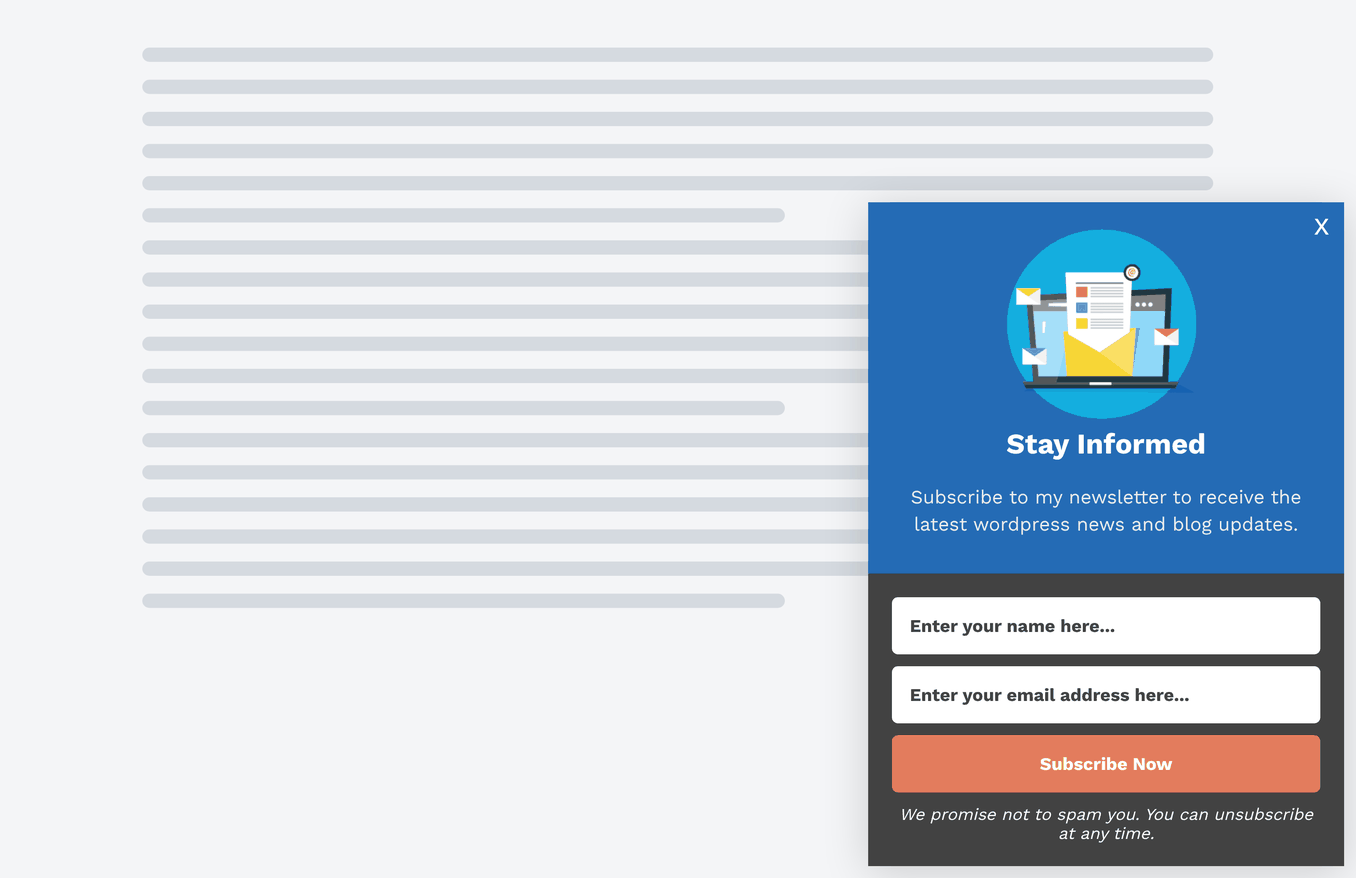 X
Stay Informed
Subscribe to my newsletter to receive the
latest wordpress news and blog updates.
Enter your name here...
Enter your email address here...
Subscribe Now
We promise not to spam you. You can unsubscribe
at any time.